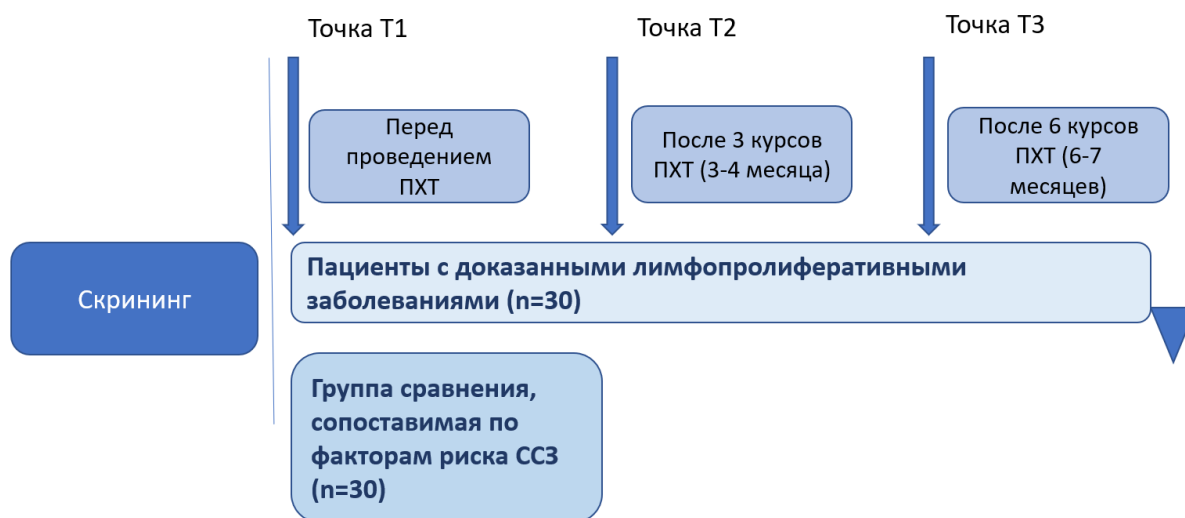 Точка Т1
Точка Т2
Точка Т3
Перед
проведением
ПХТ
После 3 курсов
ПХТ (3-4 месяца)
После 6 курсов
ПХТ (6-7
месяцев)
Скрининг
Пациенты с доказанными лимфопролиферативными
заболеваниями (n=30)
Группа сравнения,
сопоставимая по
факторам риска ССЗ
(n=30)